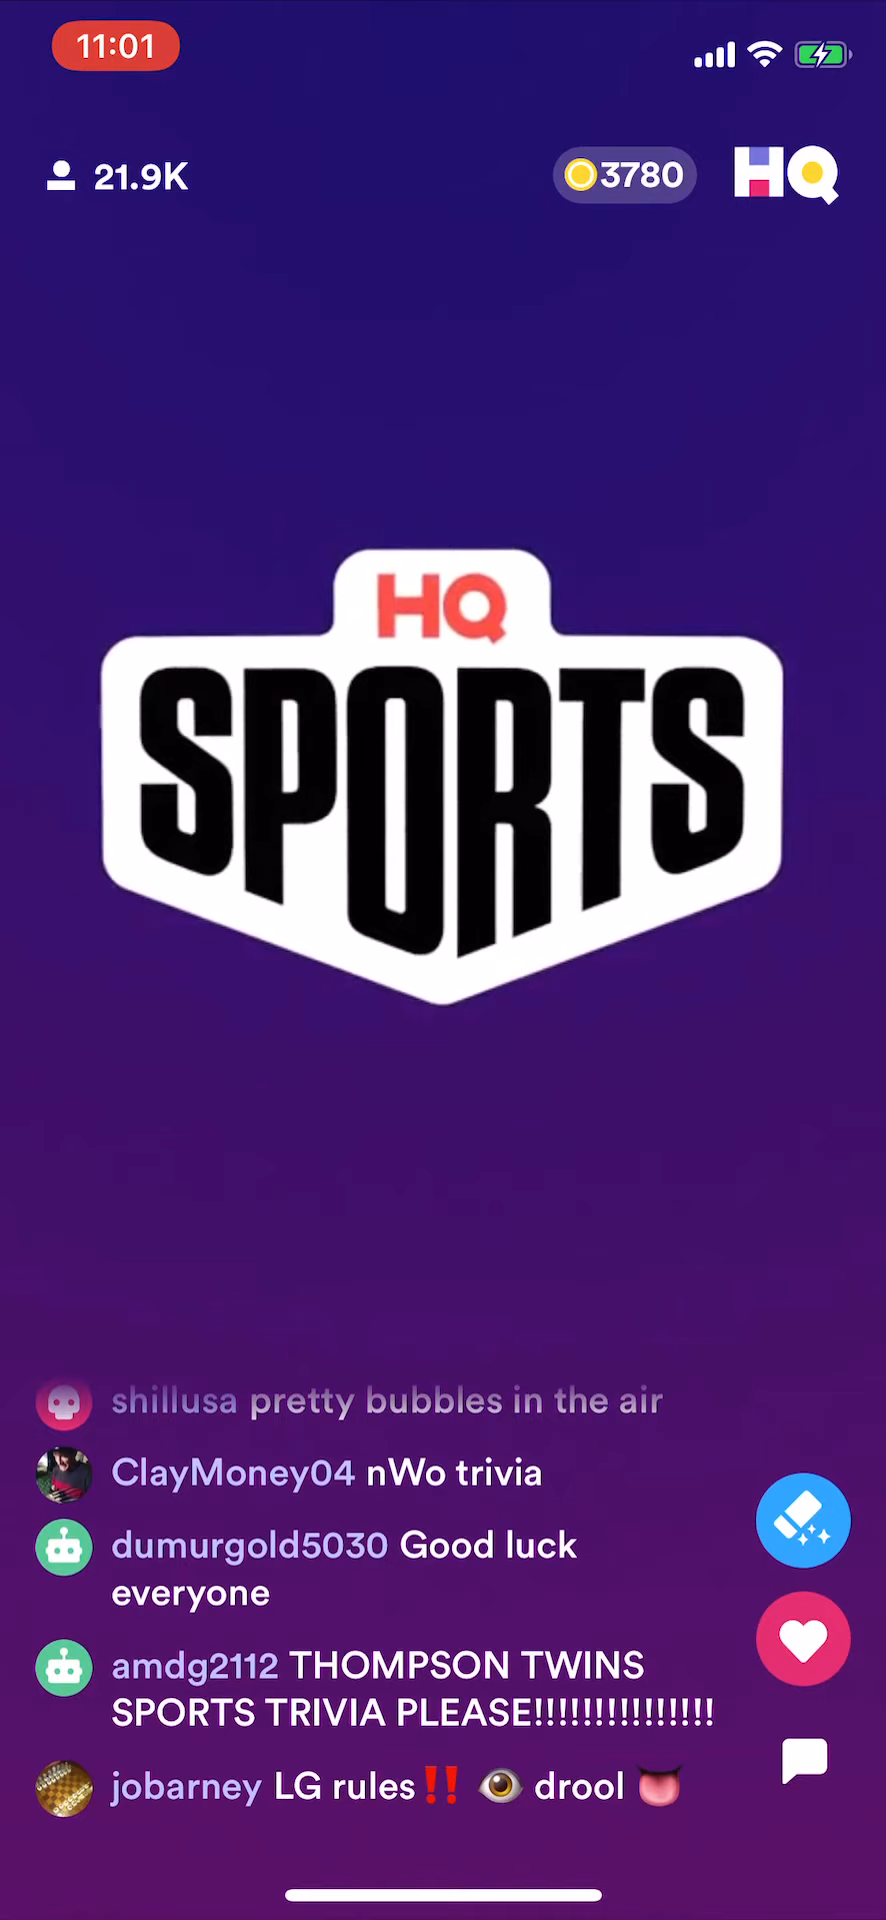 11:01
21.9K
3780
HQ
HQ
SPORTS
shillusa pretty bubbles in the air
ClayMoney04 nWo trivia
dumurgold5030 Good luck
everyone
amdg2112 THOMPSON TWINS
SPORTS TRIVIA PLEASE!!!!!!!!!!!!!!!
jobarney LG rules‼️ 👁 drool 👅